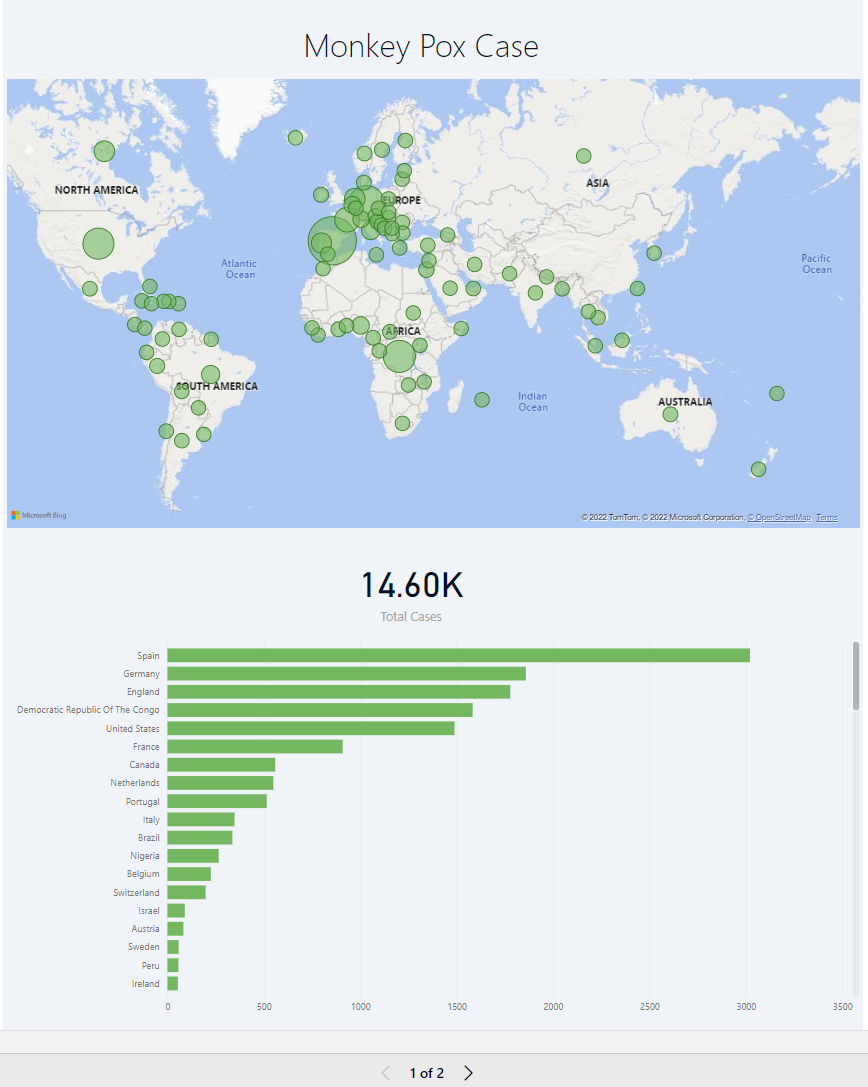 Monkey Pox Case
NORTH AMERICA
ASIA
EUROPE
Atlantic
Ocean
Pacific
Ocean
AFRICA
SOUTH AMERICA
Indian
Ocean
AUSTRALIA
Microsoft Bing
© 2022 TomTom, © 2022 Microsoft Corporation, © OpenStreetMap Terms
14.60K
Total Cases
Spain
Germany
England
Democratic Republic Of The Congo
United States
France
Canada
Netherlands
Portugal
Italy
Brazil
Nigeria
Belgium
Switzerland
Israel
Austria
Sweden
Peru
Ireland
0 500 1000 1500 2000 2500 3000 3500
1 of 2